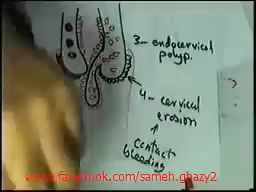 3- endocervical
polyp.
4- cervical
erosion
Contact
bleeding
www.facebook.com/sameh.ghazy2